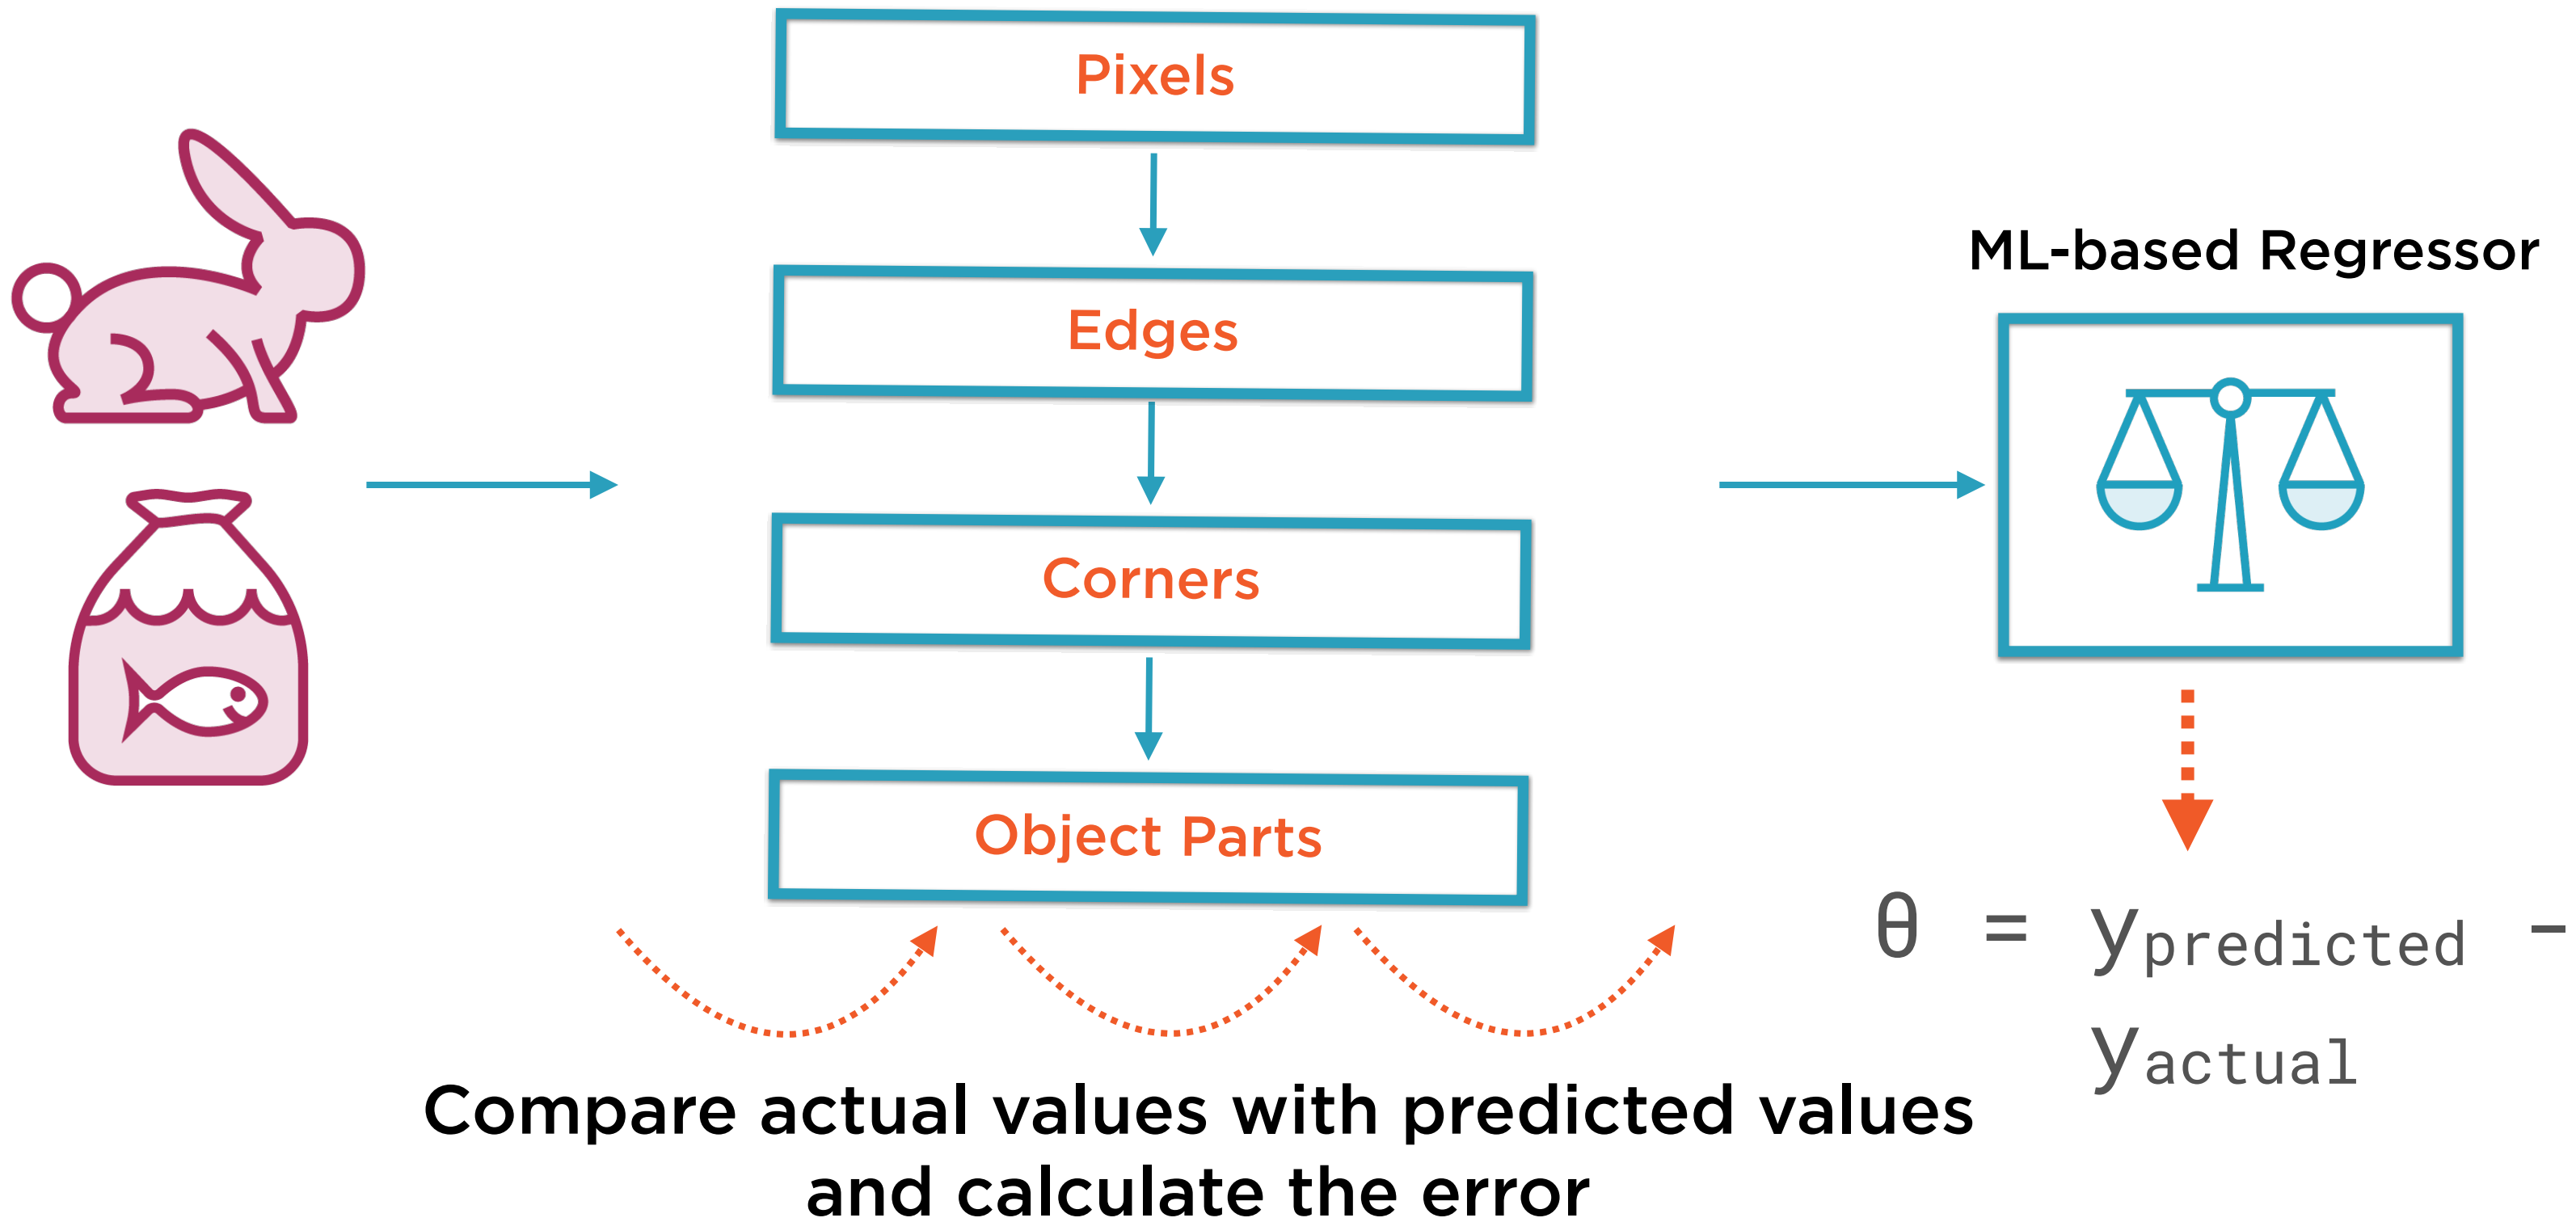 Pixels
Edges
Corners
Object Parts
ML-based Regressor
θ = ypredicted -
yactual
Compare actual values with predicted values
and calculate the error